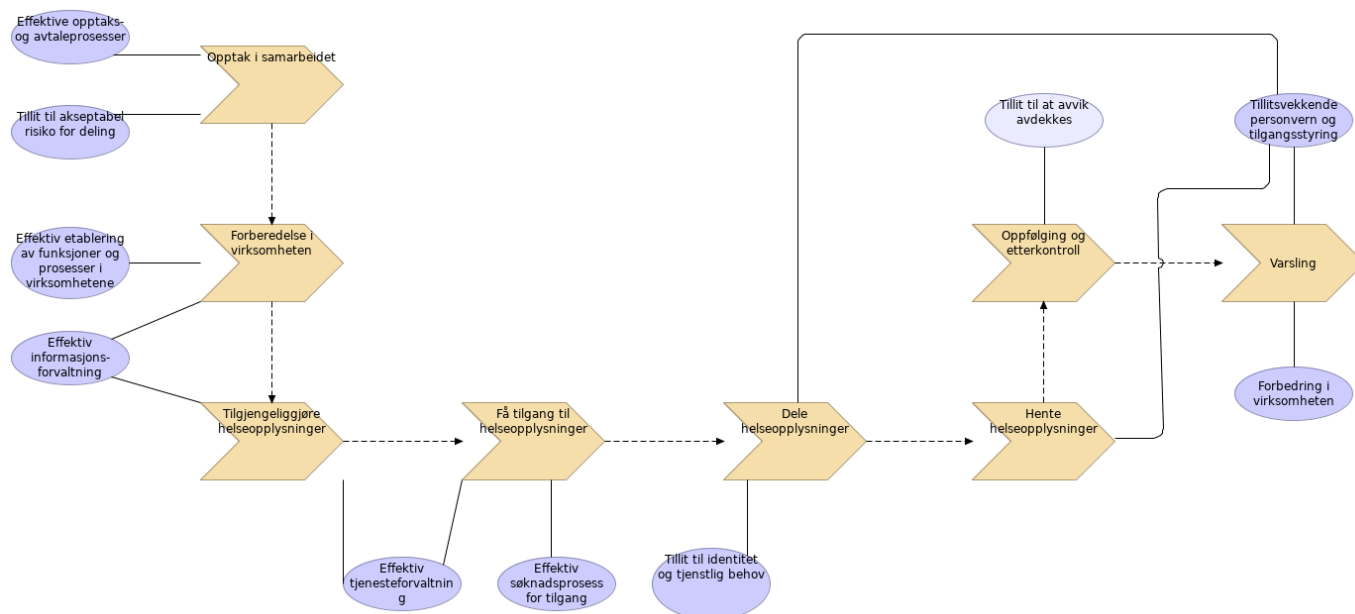 Effektive opptaks-
og avtaleprosesser
Opptak i samarbeidet
Tillit til akseptabel
risiko for deling
Tillit til at avvik
avdekkes
Tillitsvekkende
personvern og
tilgangsstyring
Effektiv etablering
av funksjoner og
prosesser i
virksomhetene
Forberedelse i
virksomheten
Oppfølging og
etterkontroll
Varsling
Effektiv
informasjons-
forvaltning
Forbedring i
virksomheten
Tilgjengeliggjøre
helseopplysninger
Få tilgang til
helseopplysninger
Dele
helseopplysninger
Hente
helseopplysninger
Effektiv
tjenesteforvaltnin
g
Effektiv
søknadsprosess
for tilgang
Tillit til identitet
og tjenstlig behov